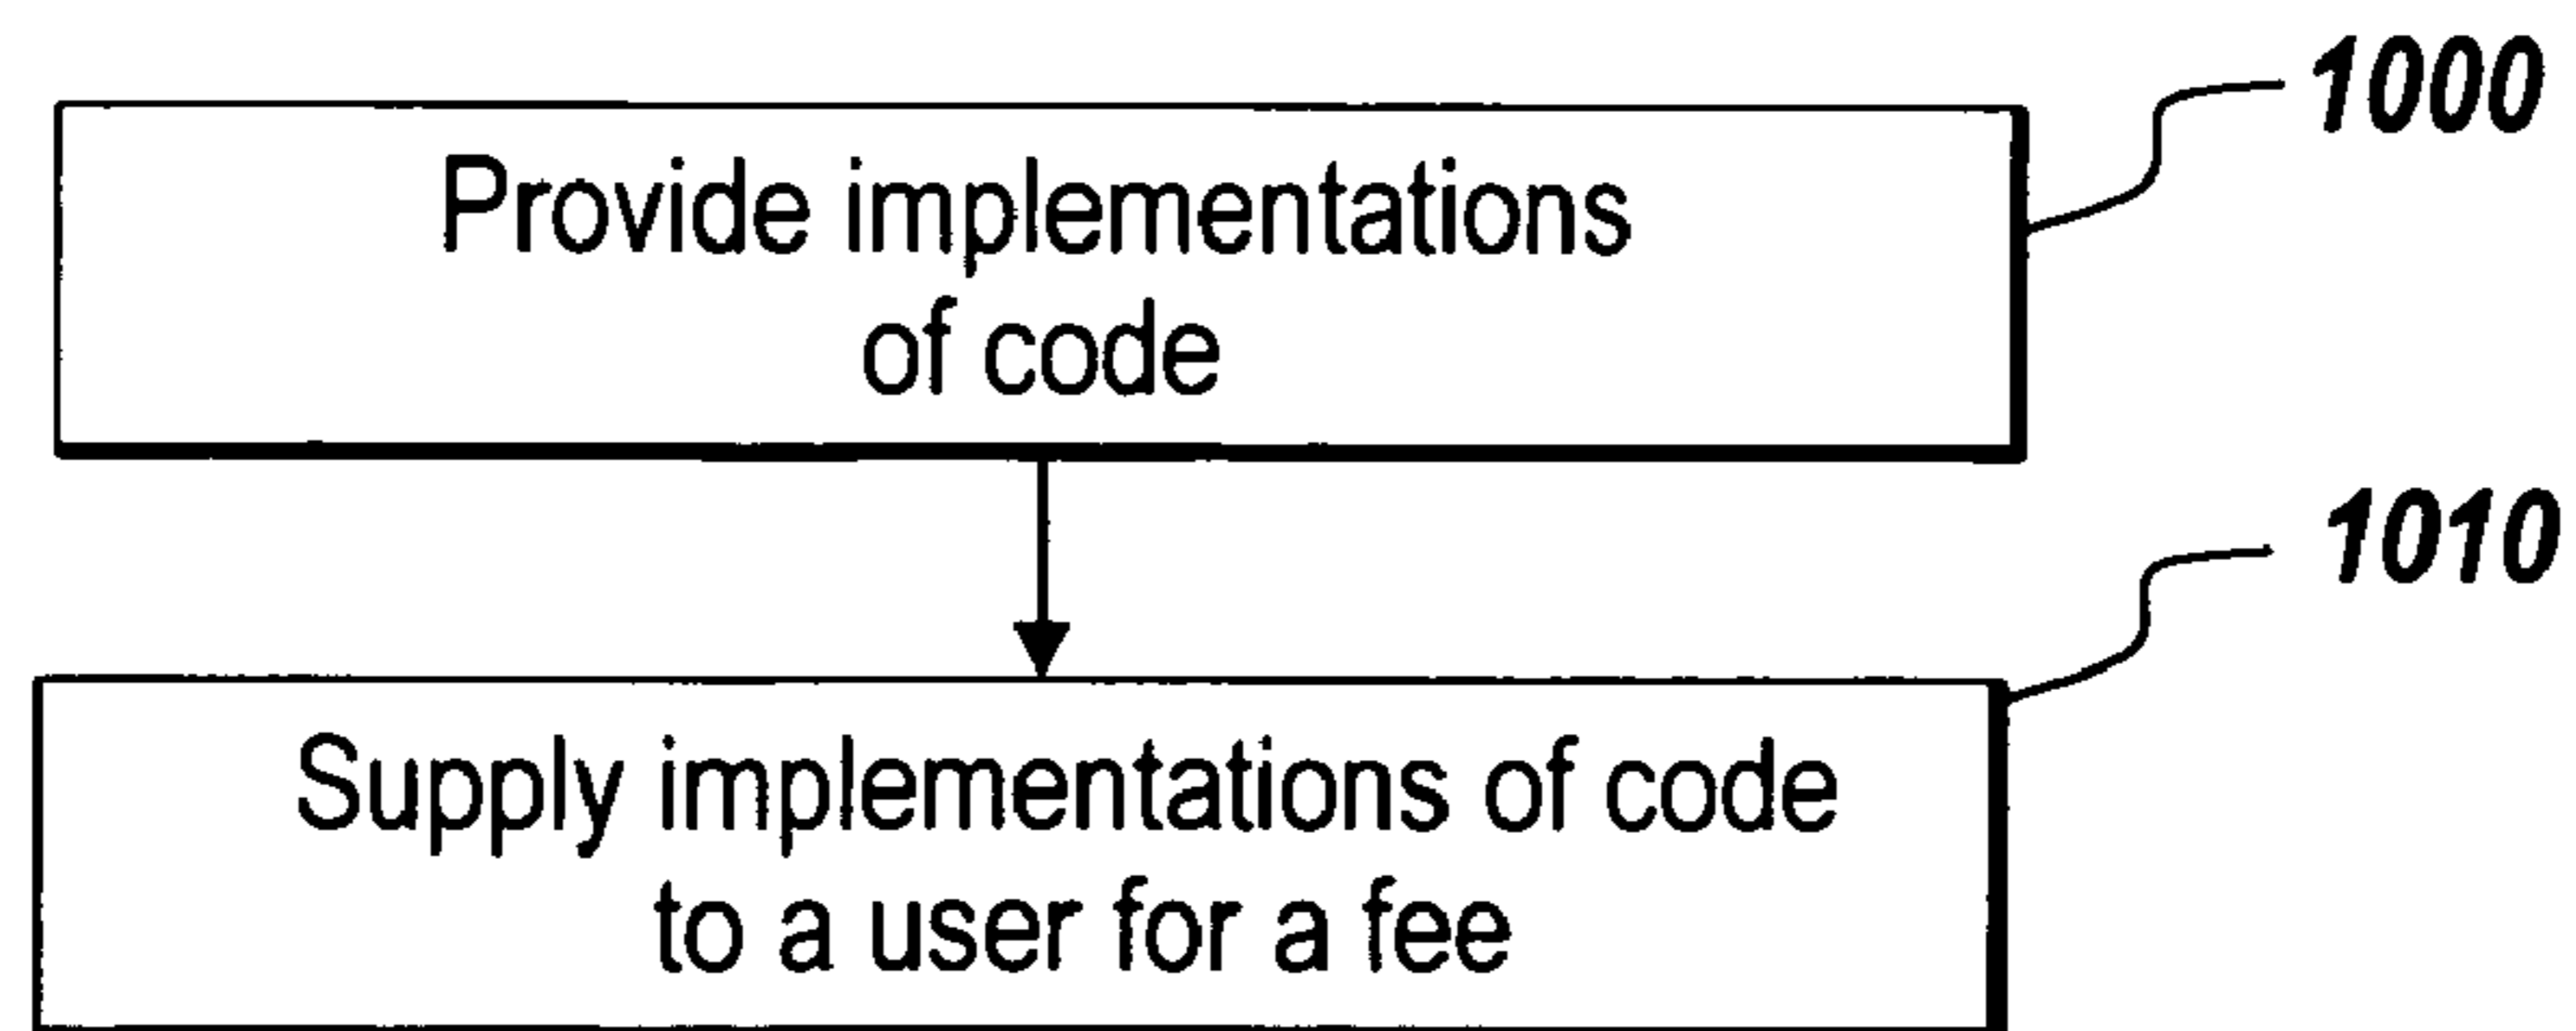 1000
Provide implementations
of code
1010
Supply implementations of code
to a user for a fee